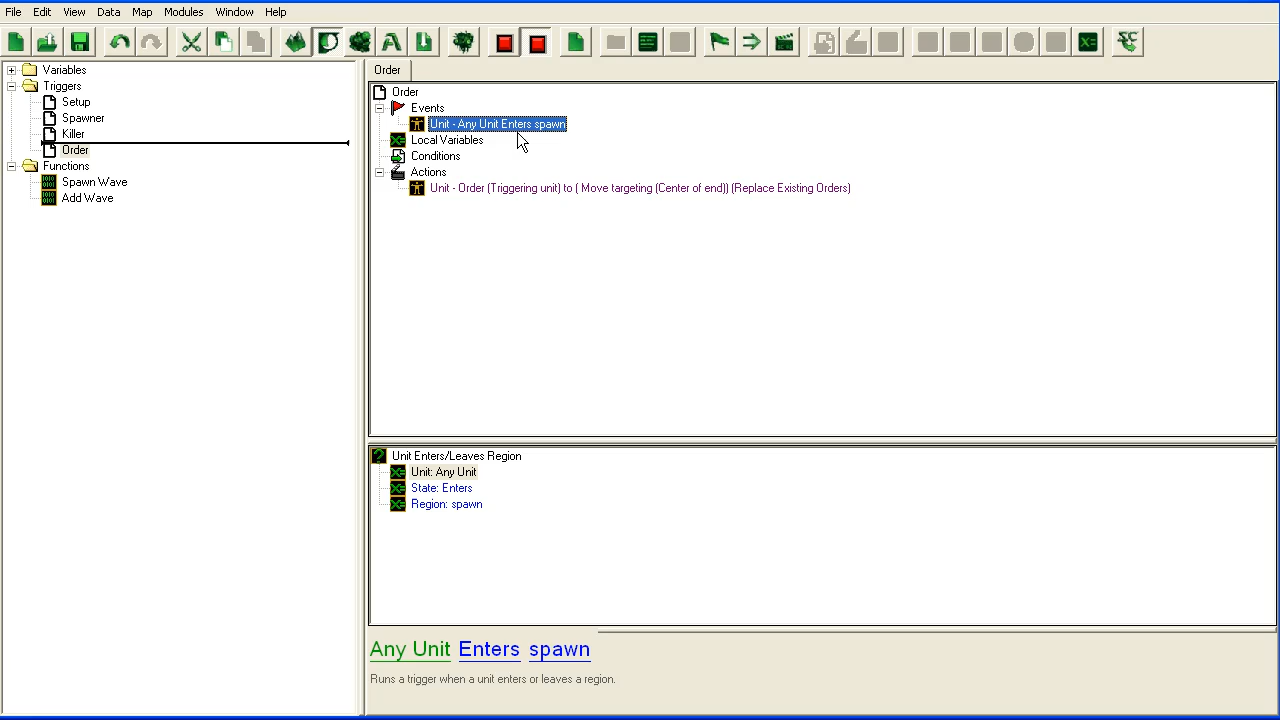 File Edit View Data Map Modules Window Help
Variables
Triggers
Setup
Spawner
Killer
Order
Functions
Spawn Wave
Add Wave
Order
Order
Events
Unit - Any Unit Enters spawn
Local Variables
Conditions
Actions
Unit - Order (Triggering unit) to ( Move targeting (Center of end)) (Replace Existing Orders)
Unit Enters/Leaves Region
Unit: Any Unit
State: Enters
Region: spawn
Any Unit Enters spawn
Runs a trigger when a unit enters or leaves a region.